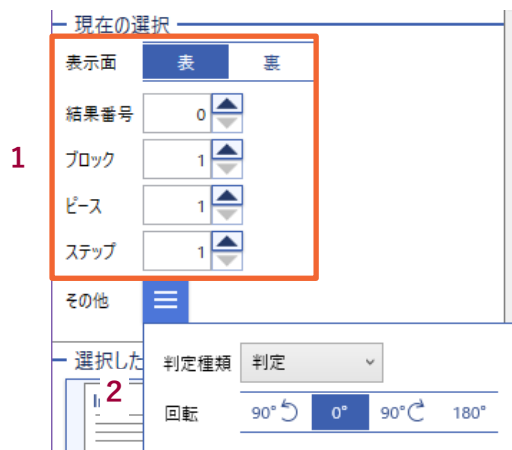 現在の選択
表示面 表 裏
結果番号 0
1
ブロック 1
ピース 1
ステップ 1
その他
選択した
判定種類 判定
2
回転 90° 0° 90° 180°